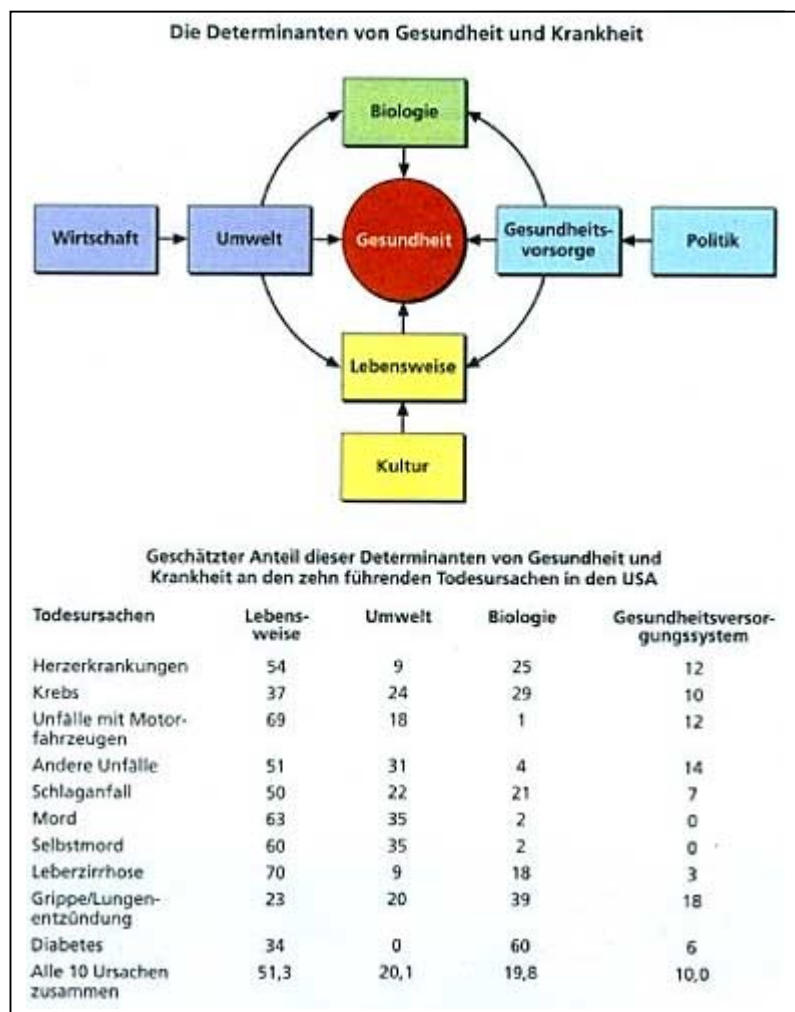 Die Determinanten von Gesundheit und Krankheit
Biologie
Wirtschaft
Umwelt
Gesundheit
Gesundheits-
vorsorge
Politik
Lebensweise
Kultur
Geschätzter Anteil dieser Determinanten von Gesundheit und
Krankheit an den zehn führenden Todesursachen in den USA
Todesursachen Lebens- Umwelt Biologie Gesundheitsversor-
weise gungssystem
Herzerkrankungen 54 9 25 12
Krebs 37 24 29 10
Unfälle mit Motor- 69 18 1 12
fahrzeugen
Andere Unfälle 51 31 4 14
Schlaganfall 50 22 21 7
Mord 63 35 2 0
Selbstmord 60 35 2 0
Leberzirrhose 70 9 18 3
Grippe/Lungen- 23 20 39 18
entzündung
Diabetes 34 0 60 6
Alle 10 Ursachen 51,3 20,1 19,8 10,0
zusammen